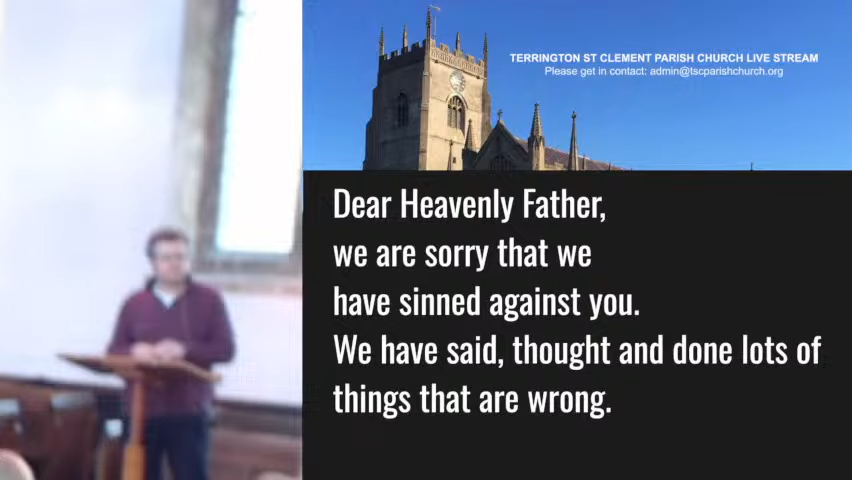 TERRINGTON ST CLEMENT PARISH CHURCH LIVE STREAM
Please get in contact: admin@tscparishchurch.org
Dear Heavenly Father,
we are sorry that we
have sinned against you.
We have said, thought and done lots of
things that are wrong.